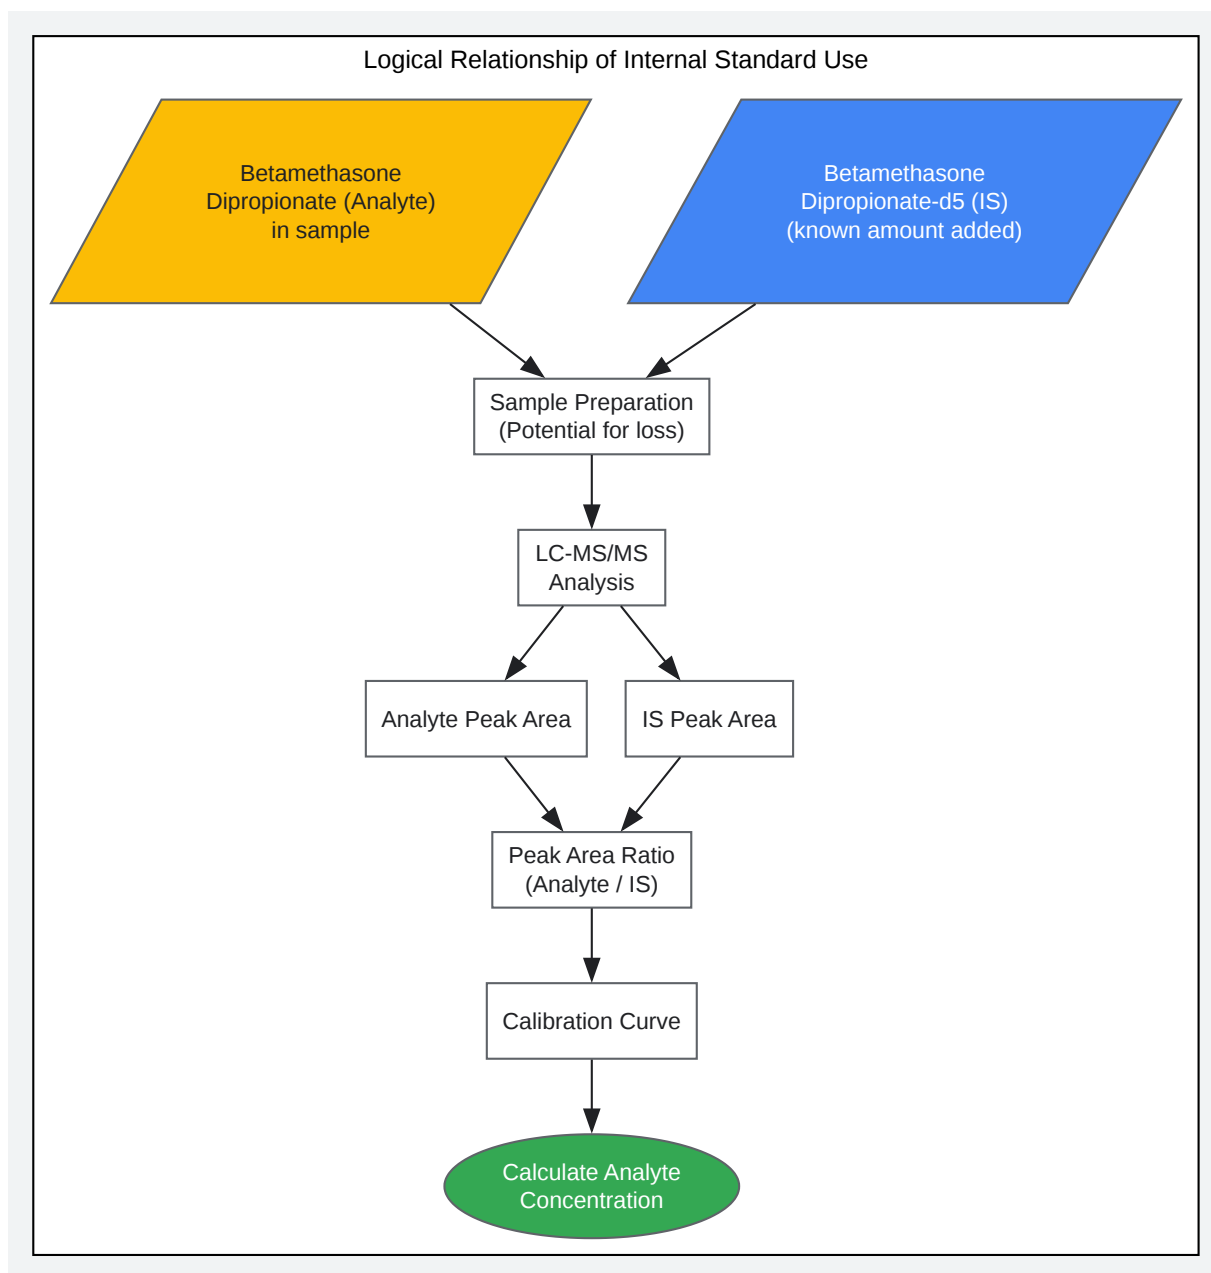 Logical Relationship of Internal Standard Use
Betamethasone
Dipropionate (Analyte)
in sample
Betamethasone
Dipropionate-d5 (IS)
(known amount added)
Sample Preparation
(Potential for loss)
LC-MS/MS
Analysis
Analyte Peak Area
IS Peak Area
Peak Area Ratio
(Analyte / IS)
Calibration Curve
Calculate Analyte
Concentration